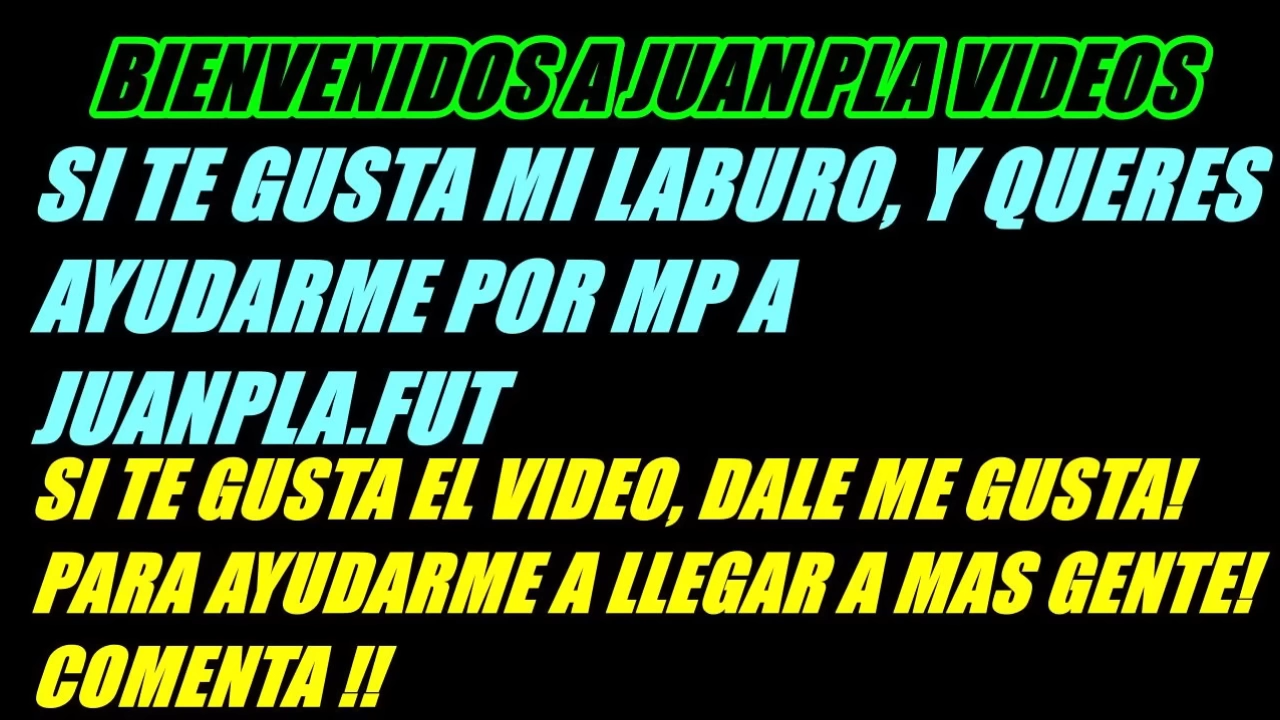 BIENVENIDOS A JUAN PLA VIDEOS
SI TE GUSTA MI LABURO, Y QUERES
AYUDARME POR MP A
JUANPLA.FUT
SI TE GUSTA EL VIDEO, DALE ME GUSTA!
PARA AYUDARME A LLEGAR A MAS GENTE!
COMENTA !!